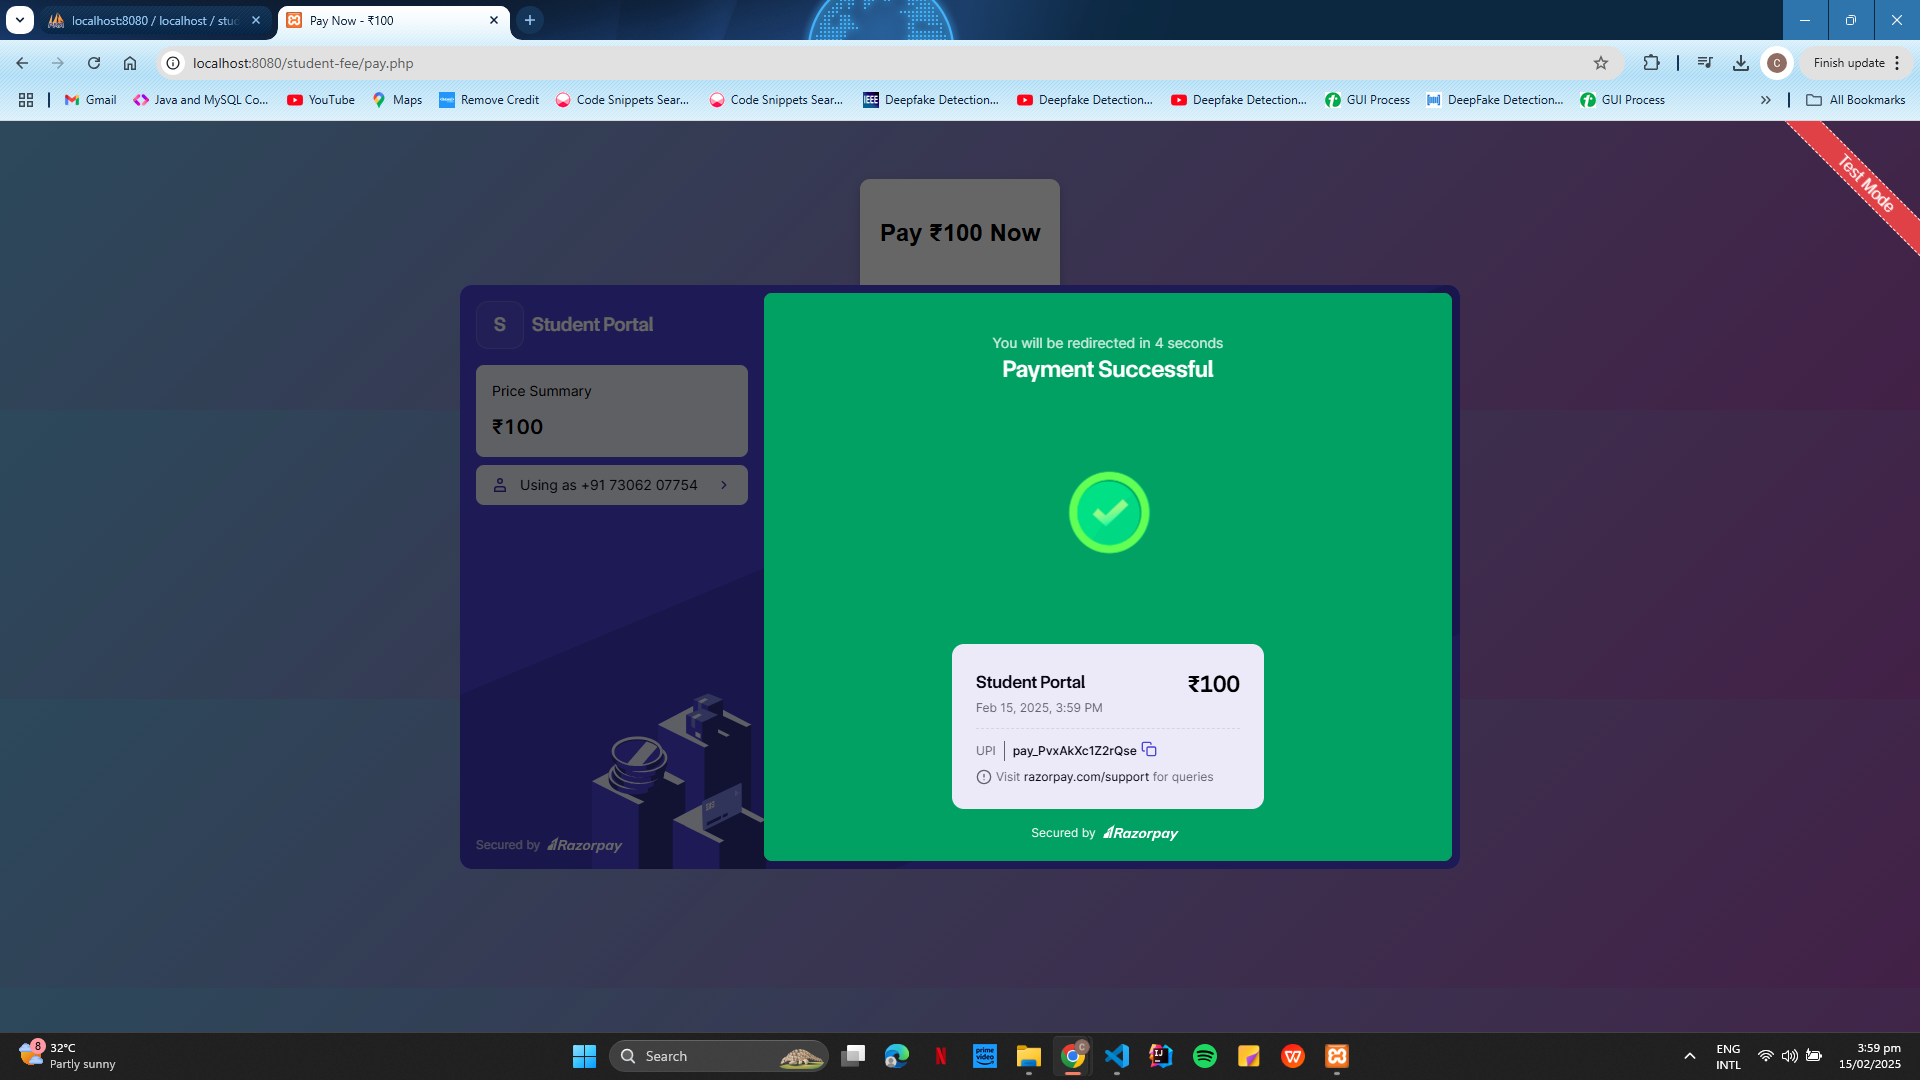 localhost:8080 / localhost / stud
Pay Now - ₹100
localhost:8080/student-fee/pay.php
C
Finish update
Gmail
Java and MySQL Co...
YouTube
Maps
Remove Credit
Code Snippets Sear...
Code Snippets Sear...
IEEE
Deepfake Detection...
Deepfake Detection...
Deepfake Detection...
GUI Process
DeepFake Detection...
GUI Process
All Bookmarks
Test Mode
Pay ₹100 Now
S
Student Portal
Price Summary
₹100
Using as +91 73062 07754
Secured by Razorpay
You will be redirected in 4 seconds
Payment Successful
Student Portal
₹100
Feb 15, 2025, 3:59 PM
UPI
pay_PvxAkXc1Z2rQse
Visit razorpay.com/support for queries
Secured by Razorpay
8
32°C
Partly sunny
Search
N
prime video
C
IJ
W
ENG
INTL
3:59 pm
15/02/2025